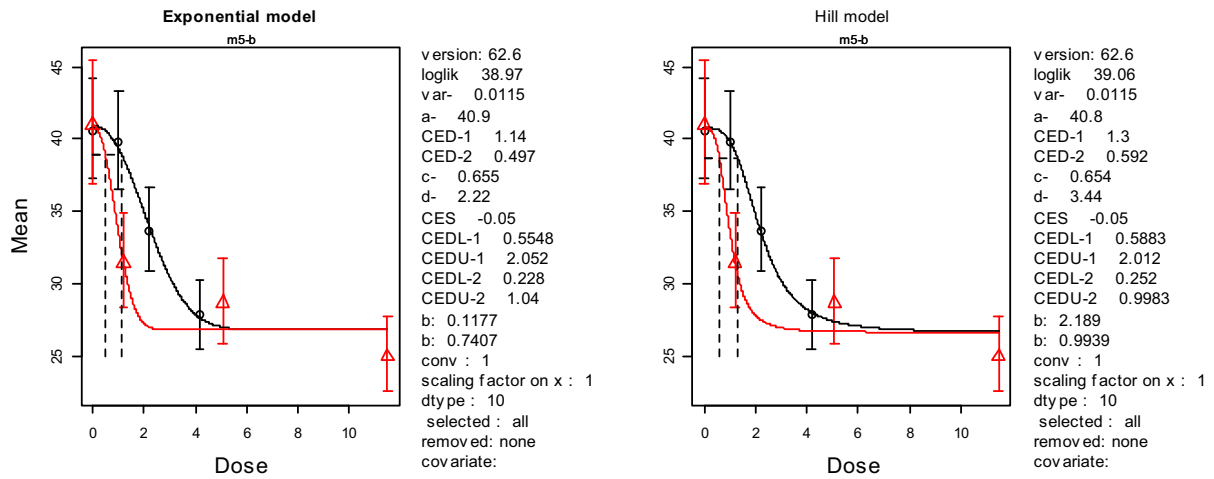 Exponential model
m5-b
Mean
45
40
35
30
25
0 2 4 6 8 10
Dose
version: 62.6
loglik 38.97
var- 0.0115
a- 40.9
CED-1 1.14
CED-2 0.497
c- 0.655
d- 2.22
CES -0.05
CEDL-1 0.5548
CEDU-1 2.052
CEDL-2 0.228
CEDU-2 1.04
b: 0.1177
b: 0.7407
conv : 1
scaling factor on x : 1
dtype : 10
selected : all
removed: none
covariate:
Hill model
m5-b
45
40
35
30
25
0 2 4 6 8 10
Dose
version: 62.6
loglik 39.06
var- 0.0115
a- 40.8
CED-1 1.3
CED-2 0.592
c- 0.654
d- 3.44
CES -0.05
CEDL-1 0.5883
CEDU-1 2.012
CEDL-2 0.252
CEDU-2 0.9983
b: 2.189
b: 0.9939
conv : 1
scaling factor on x : 1
dtype : 10
selected : all
removed: none
covariate: